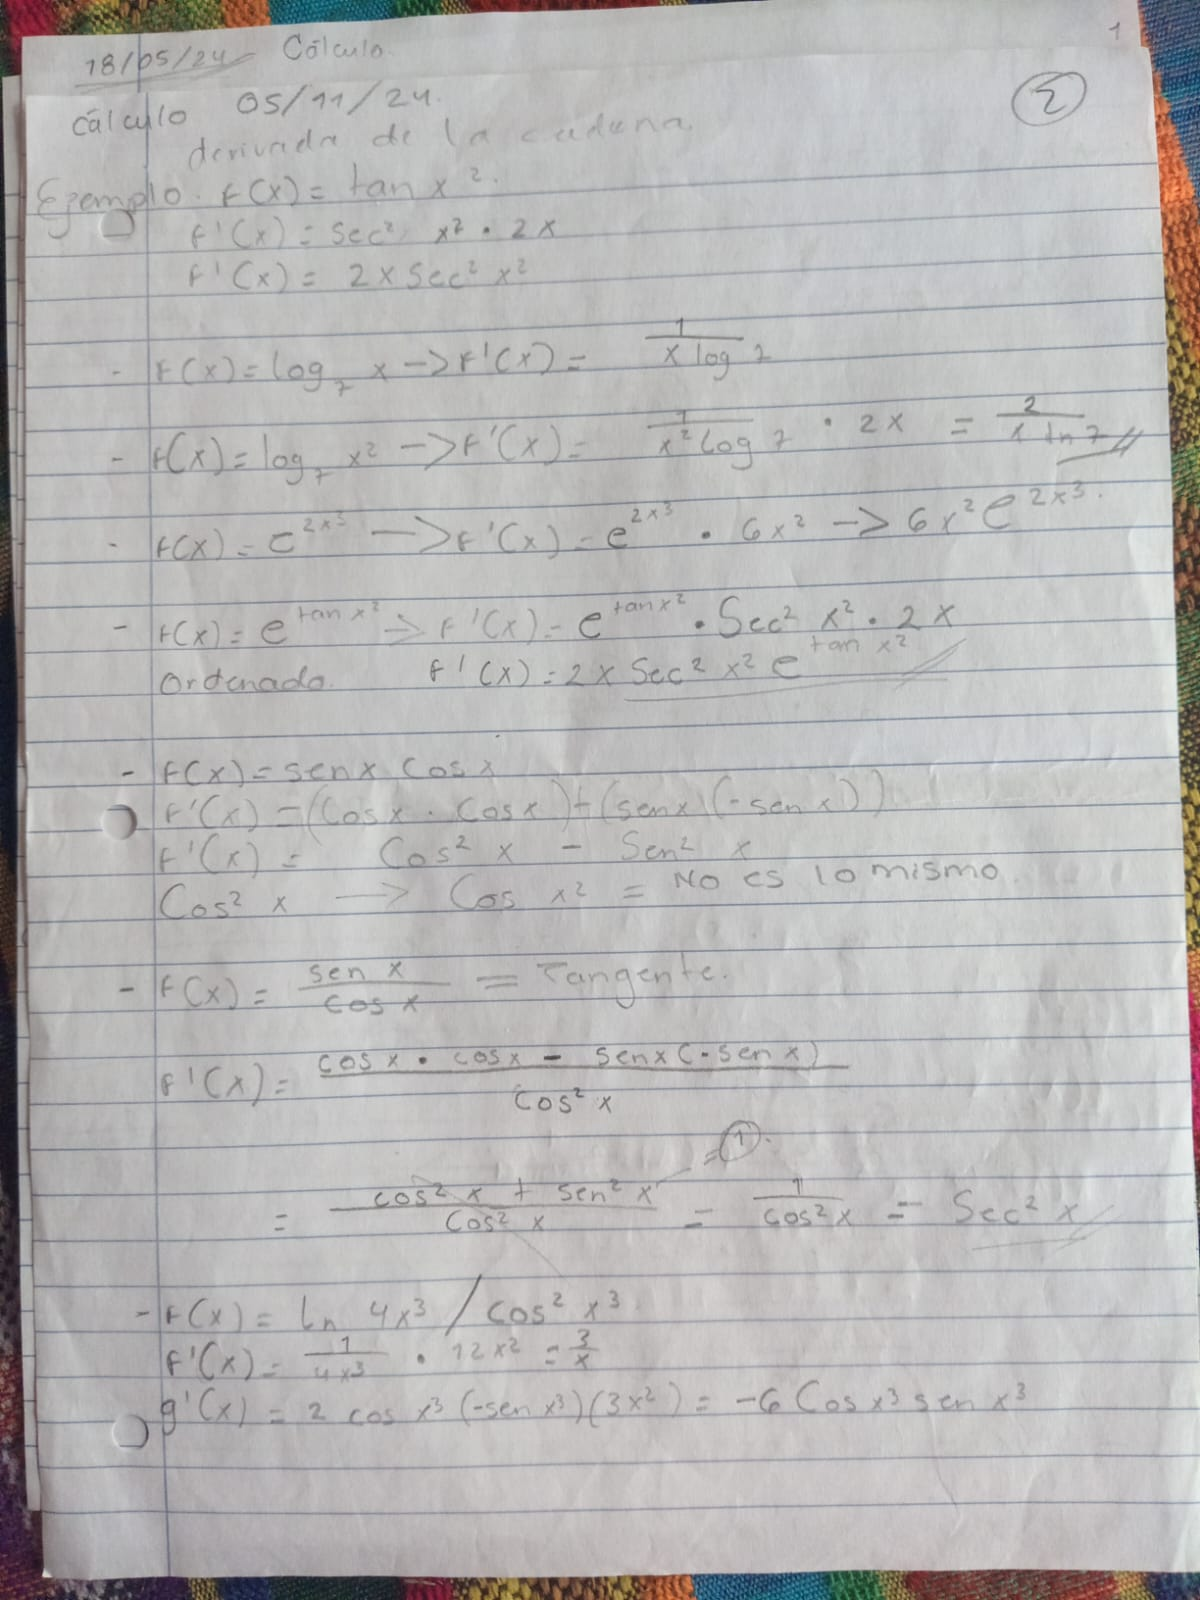 18/05/24 Cálculo.
1
Cálculo 05/11/24.
2
derivada de la cadena
Ejemplo. f(x) = tan x².
f'(x) = sec² x² · 2x
f'(x) = 2x Sec² x²
- f(x) = log₇ x -> f'(x) = 1 / x log 7
- f(x) = log₇ x² -> f'(x) = 1 / x² log 7 · 2x = 2 / x ln 7
- f(x) = e^2x³ -> f'(x) = e^2x³ · 6x² -> 6x² e^2x³.
- f(x) = e^tan x² => f'(x) = e^tan x² · Sec² x² · 2x
Ordenado. f'(x) = 2x Sec² x² e^tan x²
- f(x) = sen x Cos x
f'(x) = (Cos x · Cos x) + (sen x (-sen x))
f'(x) = Cos² x - Sen² x
Cos² x -> Cos x² = No es lo mismo.
- f(x) = sen x / cos x = Tangente.
f'(x) = cos x · cos x - sen x (-sen x) / Cos² x
= 1.
= cos² x + sen² x / Cos² x = 1 / cos² x = Sec² x
- f(x) = ln 4x³ / cos² x³.
f'(x) = 1 / 4x³ · 12x² = 3 / x
g'(x) = 2 cos x³ (-sen x³)(3x²) = -6 Cos x³ sen x³